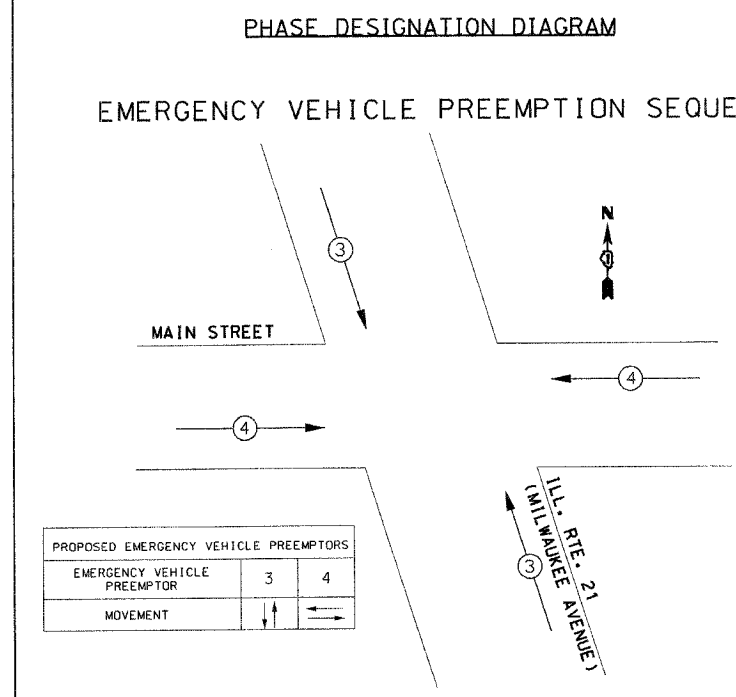 PHASE DESIGNATION DIAGRAM
EMERGENCY VEHICLE PREEMPTION SEQUE
3
N
MAIN STREET
4
4
3
ILL. RTE. 21
(MILWAUKEE AVENUE)
PROPOSED EMERGENCY VEHICLE PREEMPTORS
EMERGENCY VEHICLE
PREEMPTOR
3
4
MOVEMENT